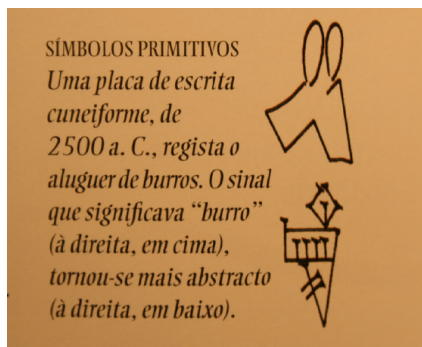 SÍMBOLOS PRIMITIVOS
Uma placa de escrita
cuneiforme, de
2500 a. C., regista o
aluguer de burros. O sinal
que significava “burro”
(à direita, em cima),
tornou-se mais abstracto
(à direita, em baixo).